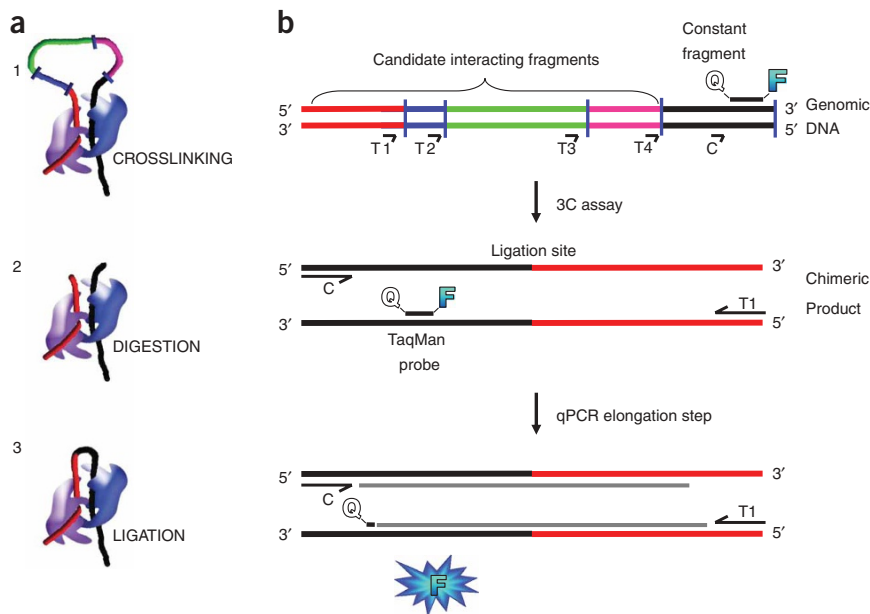 a
1
CROSSLINKING
2
DIGESTION
3
LIGATION
b
Constant
fragment
Candidate interacting fragments
Q F
5′ 3′ Genomic
3′ 5′ DNA
T1 T2 T3 T4 C
3C assay
Ligation site
5′ 3′
C
Chimeric
Q F
T1 Product
3′ 5′
TaqMan
probe
qPCR elongation step
5′ 3′
C
Q T1
3′ 5′
F